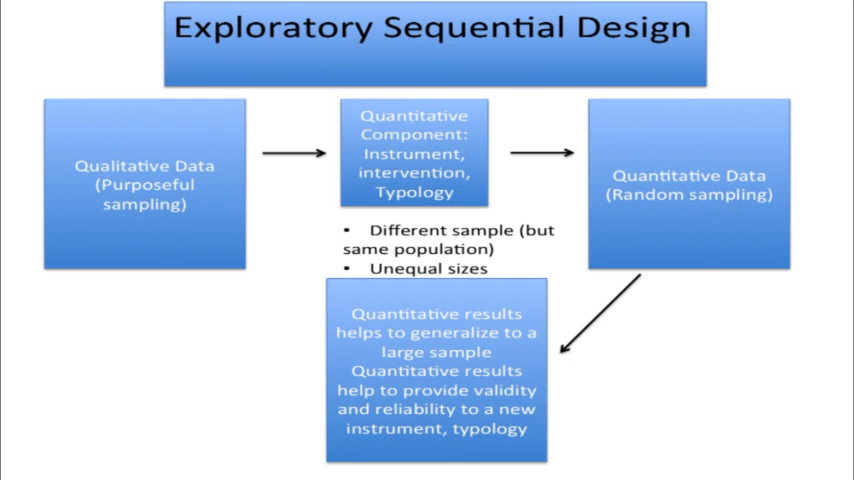 Exploratory Sequential Design
Qualitative Data
(Purposeful
sampling)
Quantitative
Component:
Instrument,
intervention,
Typology
Quantitative Data
(Random sampling)
• Different sample (but
same population)
• Unequal sizes
Quantitative results
helps to generalize to a
large sample
Quantitative results
help to provide validity
and reliability to a new
instrument, typology